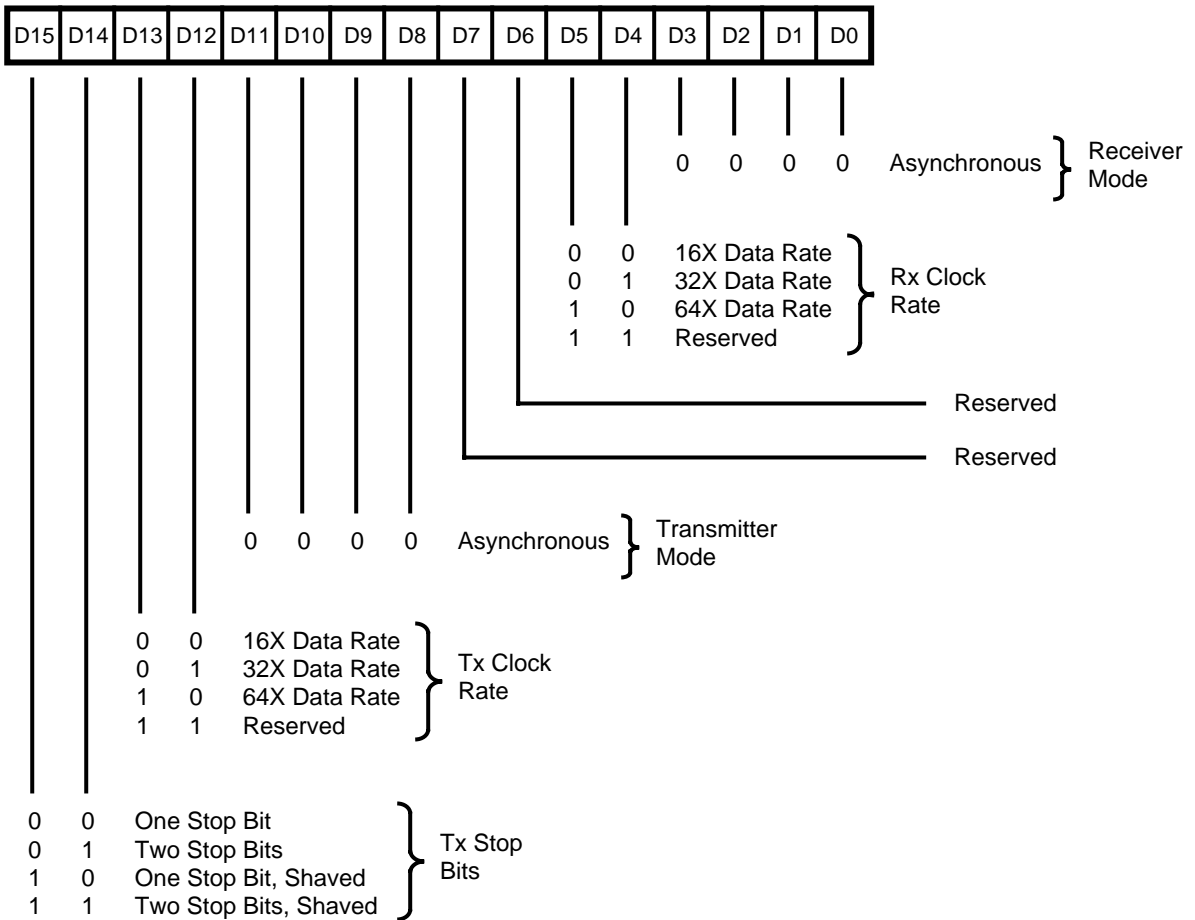 D15 D14 D13 D12 D11 D10 D9 D8 D7 D6 D5 D4 D3 D2 D1 D0
0 0 0 0 Asynchronous Receiver
Mode
0 0 16X Data Rate
0 1 32X Data Rate Rx Clock
1 0 64X Data Rate Rate
1 1 Reserved
Reserved
Reserved
0 0 0 0 Asynchronous Transmitter
Mode
0 0 16X Data Rate
0 1 32X Data Rate Tx Clock
1 0 64X Data Rate Rate
1 1 Reserved
0 0 One Stop Bit
0 1 Two Stop Bits Tx Stop
1 0 One Stop Bit, Shaved Bits
1 1 Two Stop Bits, Shaved